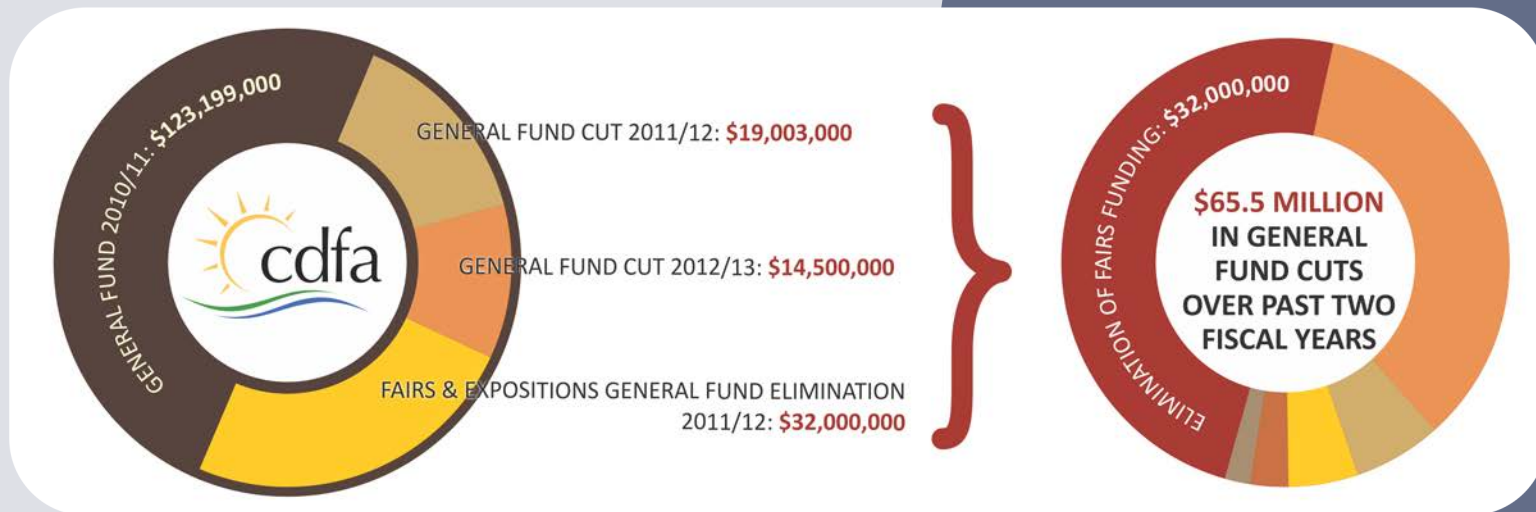 GENERAL FUND 2010/11: $123,199,000
cdfa
GENERAL FUND CUT 2011/12: $19,003,000
GENERAL FUND CUT 2012/13: $14,500,000
FAIRS & EXPOSITIONS GENERAL FUND ELIMINATION
2011/12: $32,000,000
ELIMINATION OF FAIRS FUNDING: $32,000,000
$65.5 MILLION
IN GENERAL
FUND CUTS
OVER PAST TWO
FISCAL YEARS